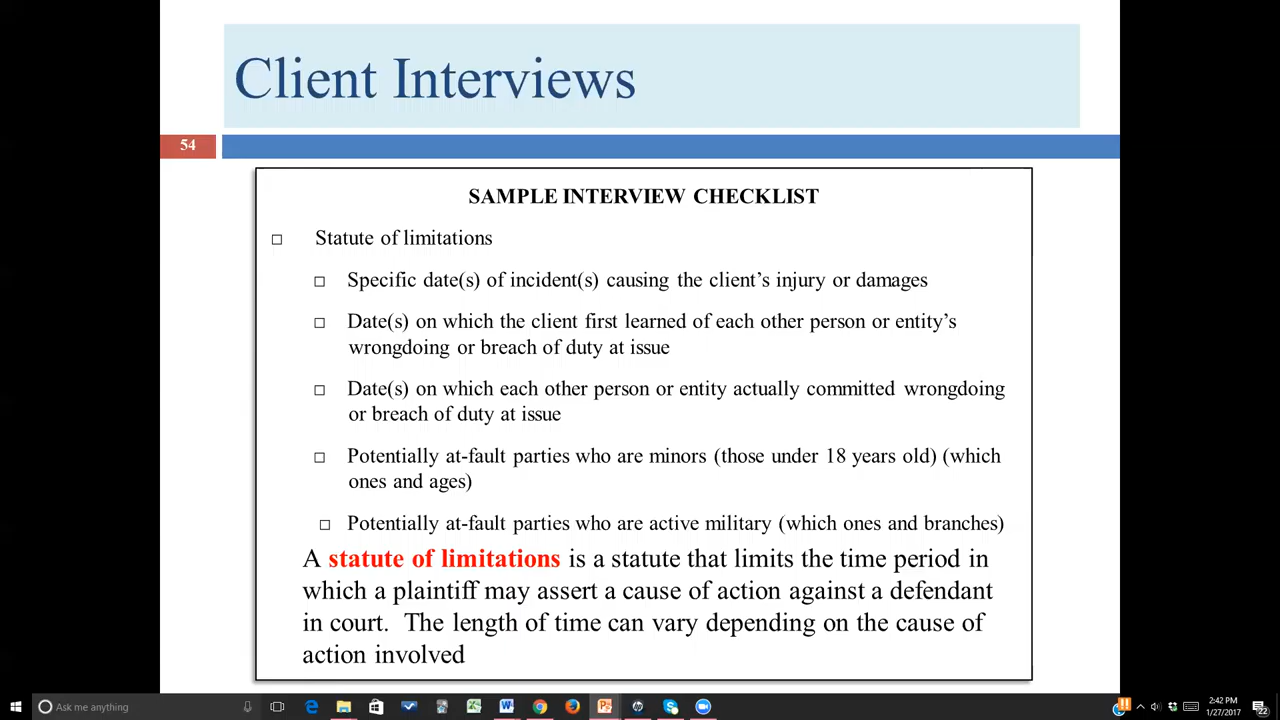 Client Interviews
54
SAMPLE INTERVIEW CHECKLIST
□ Statute of limitations
□ Specific date(s) of incident(s) causing the client’s injury or damages
□ Date(s) on which the client first learned of each other person or entity’s
wrongdoing or breach of duty at issue
□ Date(s) on which each other person or entity actually committed wrongdoing
or breach of duty at issue
□ Potentially at-fault parties who are minors (those under 18 years old) (which
ones and ages)
□ Potentially at-fault parties who are active military (which ones and branches)
A statute of limitations is a statute that limits the time period in
which a plaintiff may assert a cause of action against a defendant
in court. The length of time can vary depending on the cause of
action involved
Ask me anything
2:42 PM
1/27/2017
22